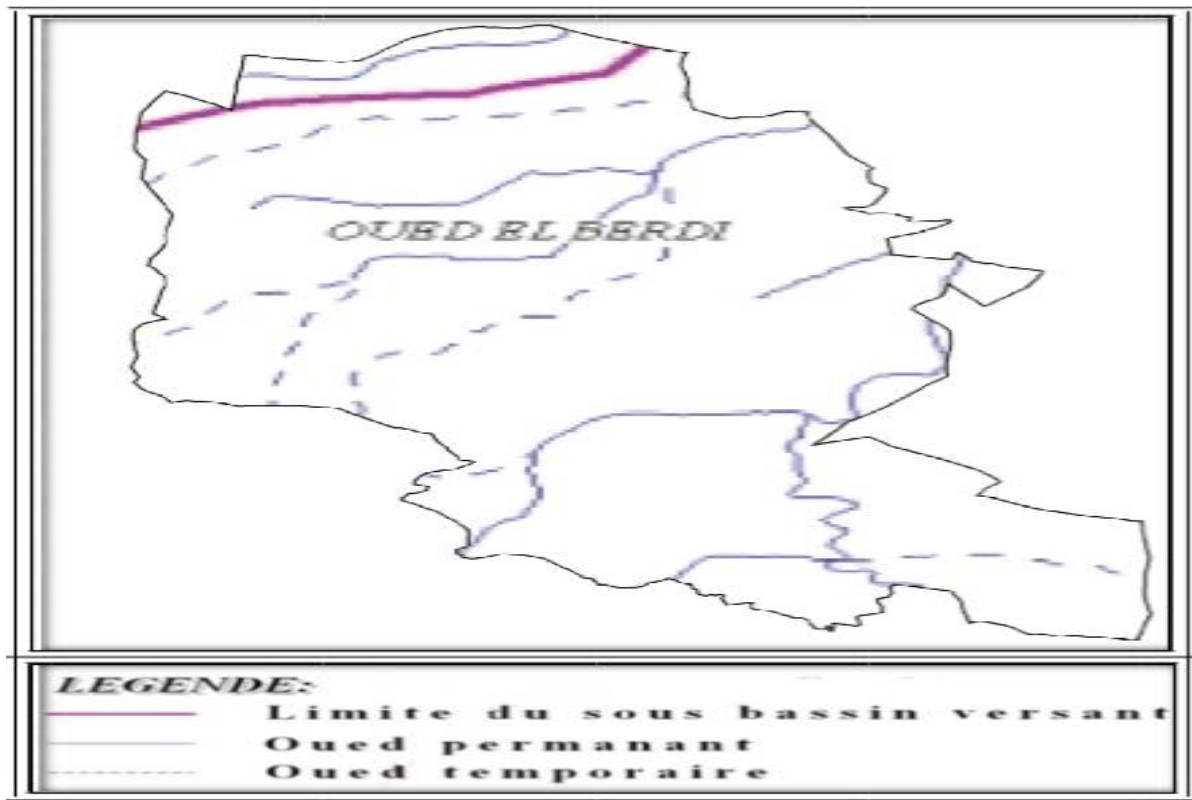 OUED EL BERDI
LEGENDE:
Limite du sous bassin versant
Oued permanant
Oued temporaire